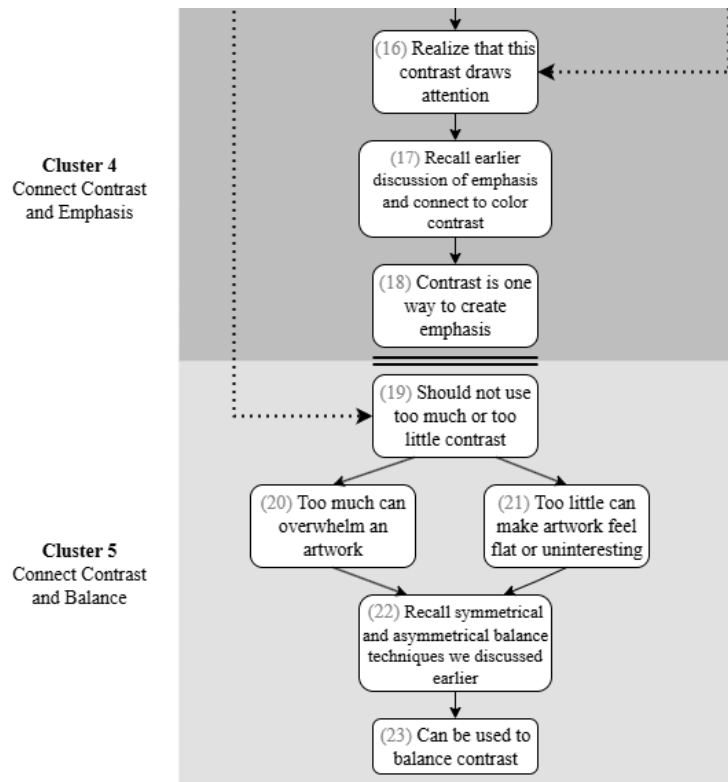 (16) Realize that this
contrast draws
attention
Cluster 4
Connect Contrast
and Emphasis
(17) Recall earlier
discussion of emphasis
and connect to color
contrast
(18) Contrast is one
way to create
emphasis
(19) Should not use
too much or too
little contrast
(20) Too much can
overwhelm an
artwork
(21) Too little can
make artwork feel
flat or uninteresting
Cluster 5
Connect Contrast
and Balance
(22) Recall symmetrical
and asymmetrical balance
techniques we discussed
earlier
(23) Can be used to
balance contrast